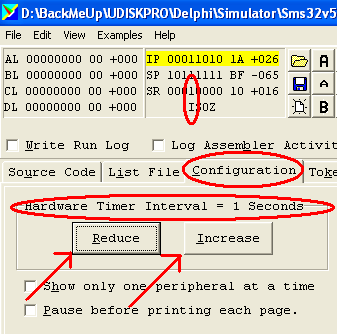 D:\BackMeUp\UDISKPRO\Delphi\Simulator\Sms32v5
File Edit View Examples Help
AL 00000000 00 +000 IP 00011010 1A +026
BL 00000000 00 +000 SP 10111111 BF -065
CL 00000000 00 +000 SR 00010000 10 +016
DL 00000000 00 +000 ISOZ
A
A
B
Write Run Log Log Assembler Activit
Source Code List File Configuration Toke
Hardware Timer Interval = 1 Seconds
Reduce Increase
Show only one peripheral at a time
Pause before printing each page.